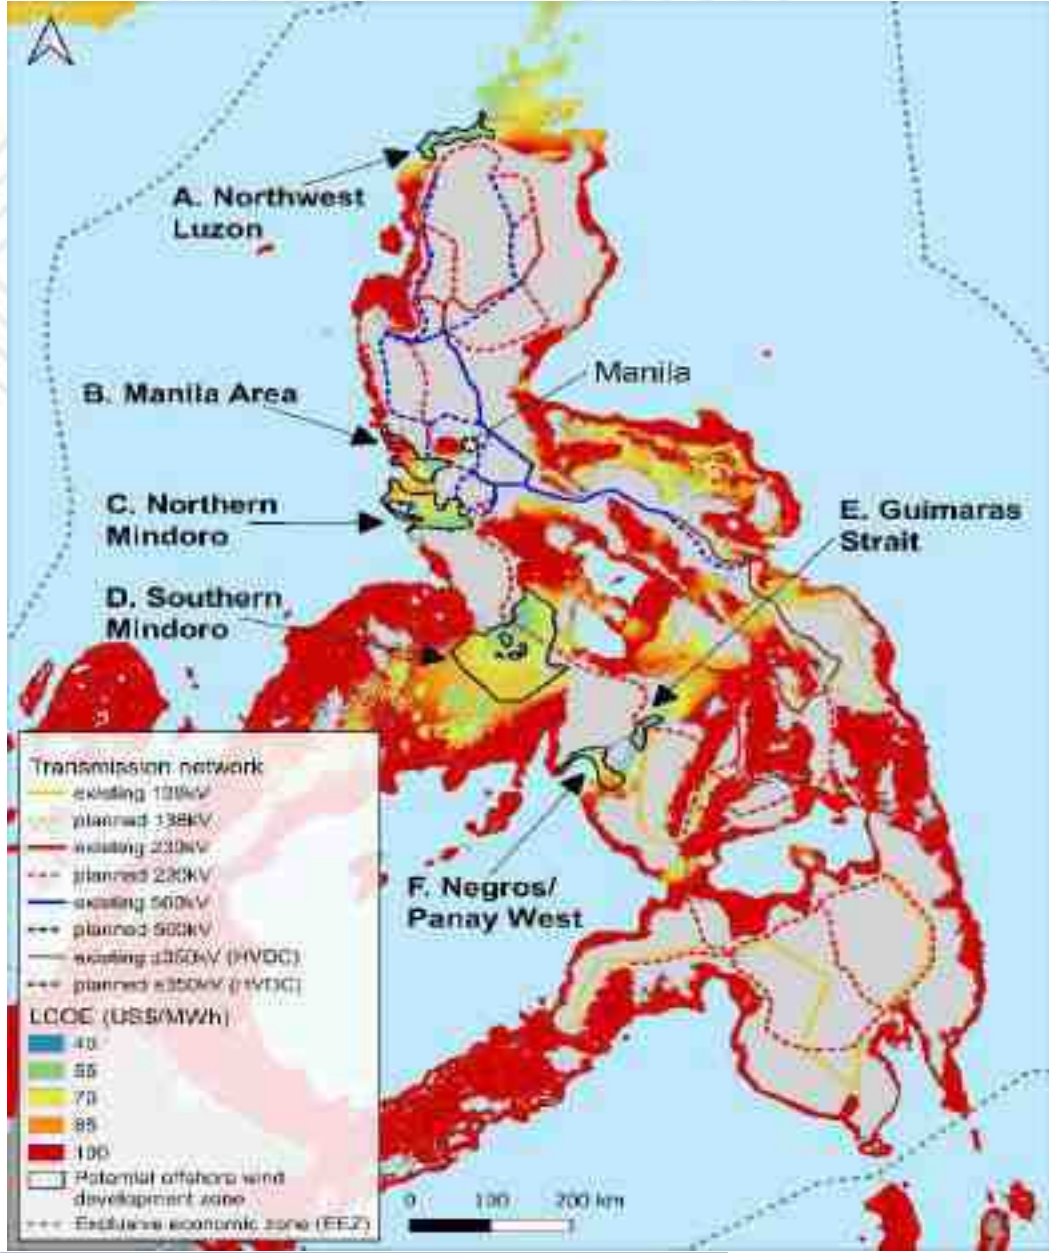 A. Northwest
Luzon
Manila
B. Manila Area
C. Northern
Mindoro
E. Guimaras
Strait
D. Southern
Mindoro
F. Negros/
Panay West
Transmission network
existing 138kV
planned 138kV
existing 230kV
planned 230kV
existing 500kV
planned 500kV
existing ±350kV (HVDC)
planned ±350kV (HVDC)
LCOE (US$/MWh)
40
55
70
85
100
Potential offshore wind
development zone
Exclusive economic zone (EEZ)
0 100 200 km